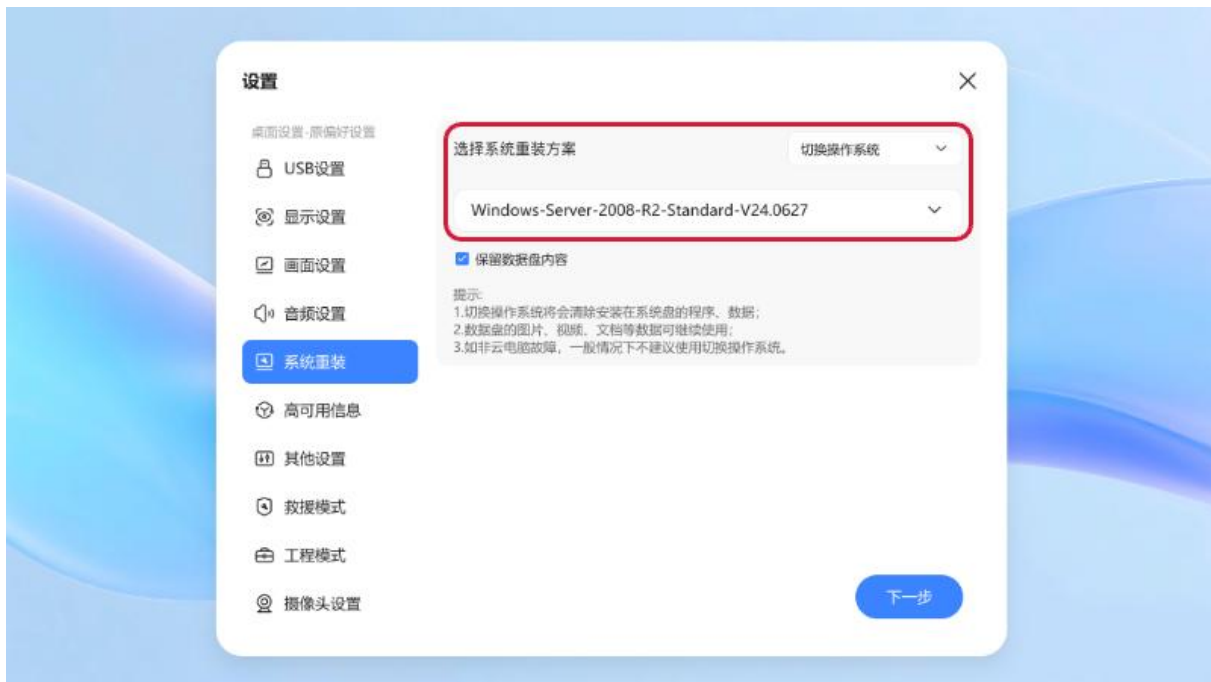 设置
桌面设置-原偏好设置
USB设置
显示设置
画面设置
音频设置
系统重装
高可用信息
其他设置
救援模式
工程模式
摄像头设置
选择系统重装方案
切换操作系统
Windows-Server-2008-R2-Standard-V24.0627
保留数据盘内容
提示:
1.切换操作系统将会清除安装在系统盘的程序、数据;
2.数据盘的图片、视频、文档等数据可继续使用;
3.如非云电脑故障，一般情况下不建议使用切换操作系统。
下一步